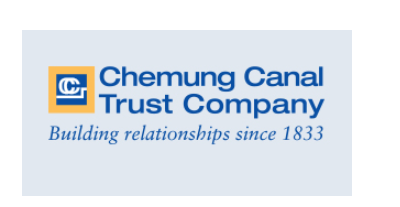 Chemung Canal
Trust Company
Building relationships since 1833